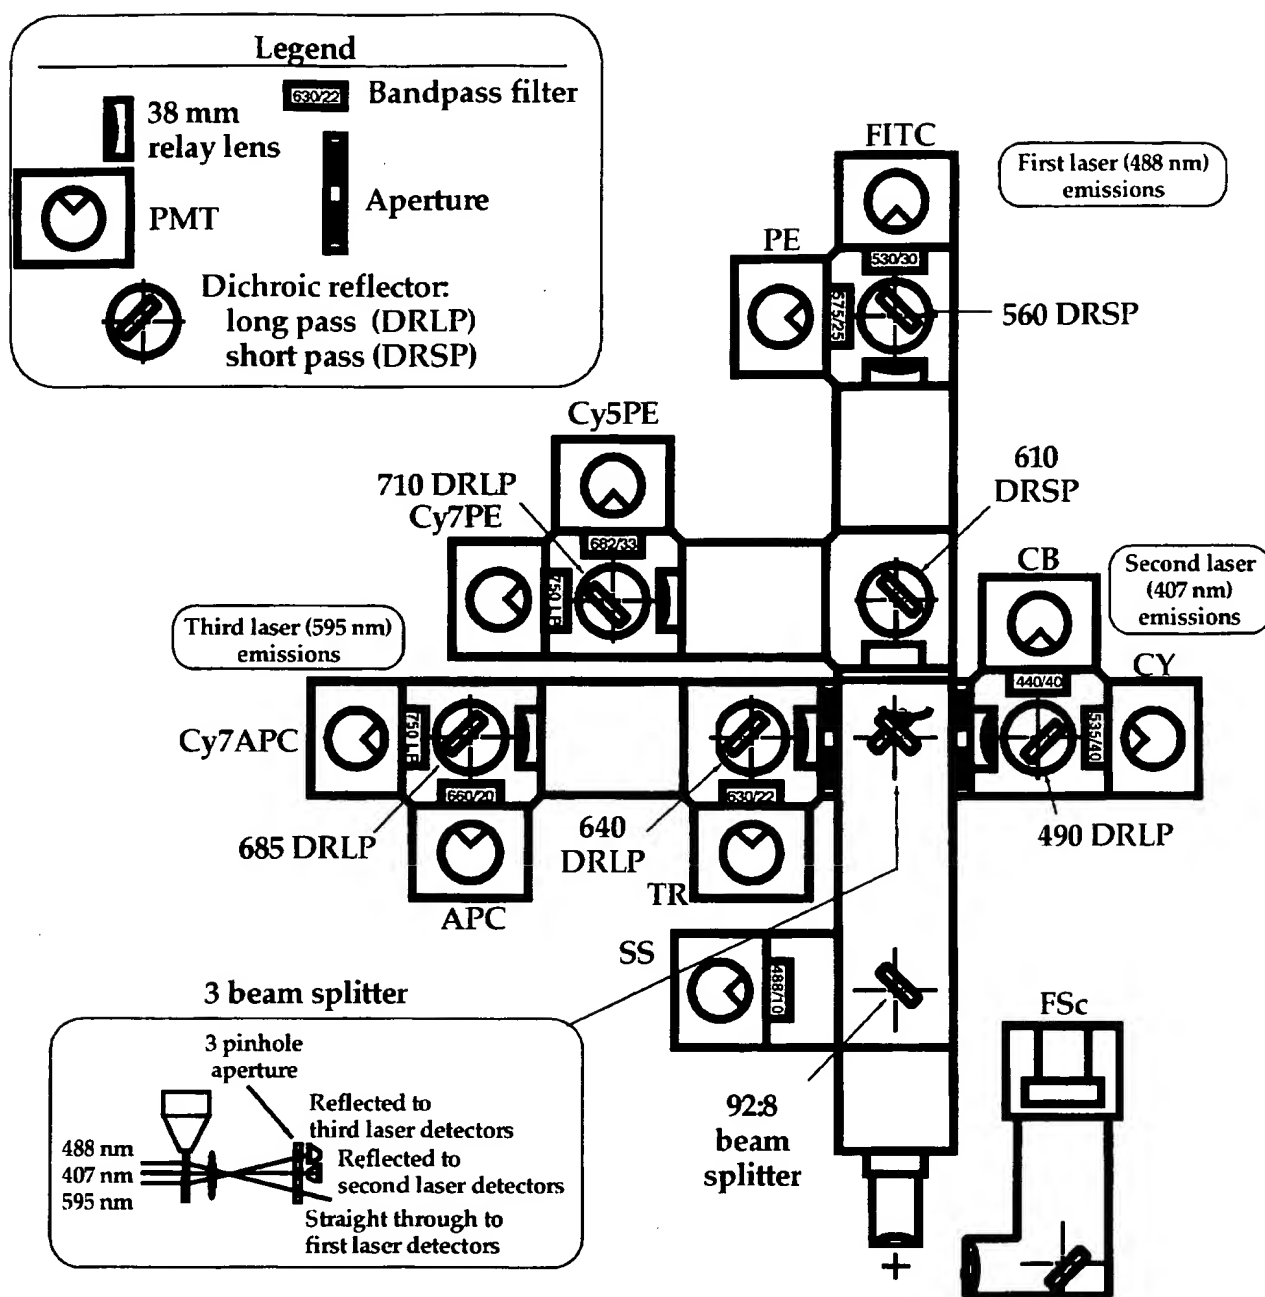 Legend
630/22
Bandpass filter
38 mm
relay lens
Aperture
PMT
Dichroic reflector:
long pass (DRLP)
short pass (DRSP)
FITC
First laser (488 nm)
emissions
PE
530/30
575/25
560 DRSP
Cy5PE
710 DRLP
Cy7PE
610
DRSP
682/33
750 LP
CB
Second laser
(407 nm)
emissions
Third laser (595 nm)
emissions
CY
440/40
535/40
Cy7APC
750 LP
660/20
630/22
685 DRLP
640
DRLP
490 DRLP
APC
TR
SS
488/10
3 beam splitter
FSc
3 pinhole
aperture
Reflected to
third laser detectors
488 nm
407 nm
595 nm
Reflected to
second laser detectors
Straight through to
first laser detectors
92:8
beam
splitter